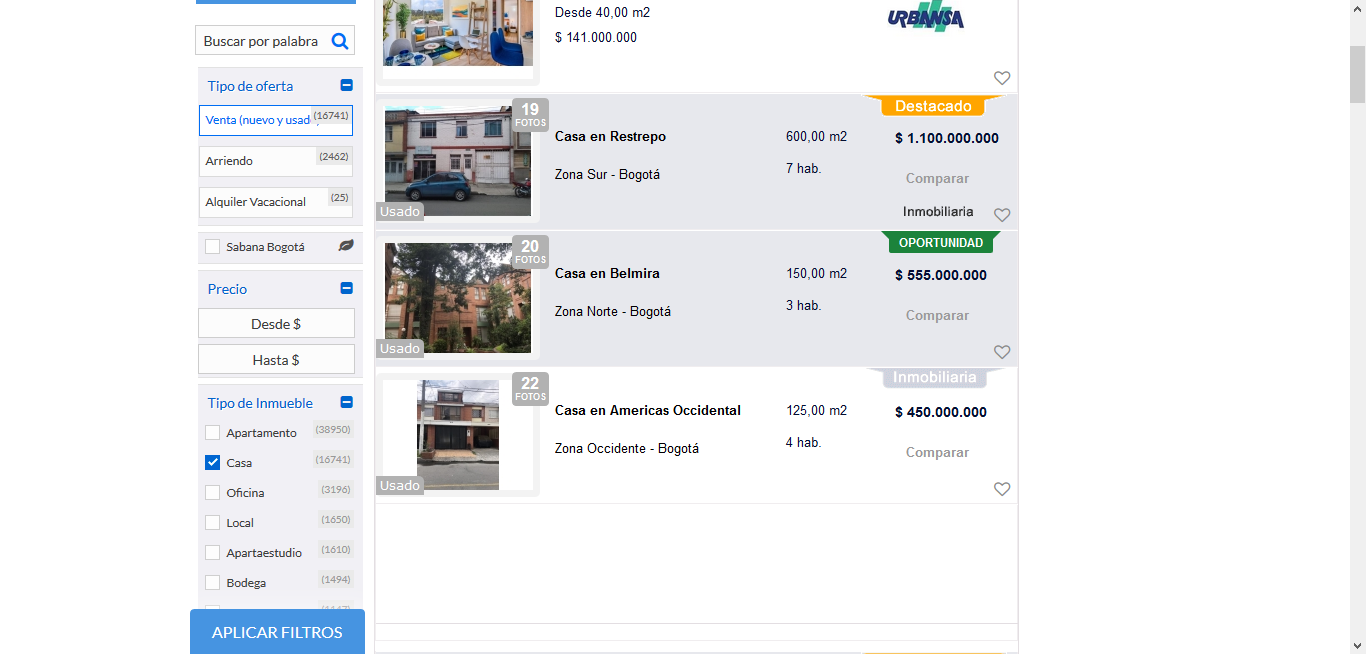 Buscar por palabra
Tipo de oferta
Venta (nuevo y usad
(16741)
Arriendo
(2462)
Alquiler Vacacional
(25)
Sabana Bogotá
Precio
Desde $
Hasta $
Tipo de Inmueble
Apartamento
(38950)
Casa
(16741)
Oficina
(3196)
Local
(1650)
Apartaestudio
(1610)
Bodega
(1494)
APLICAR FILTROS
Desde 40,00 m2
$ 141.000.000
URBANSA
19
FOTOS
Usado
Casa en Restrepo
Zona Sur - Bogotá
600,00 m2
7 hab.
Destacado
$ 1.100.000.000
Comparar
Inmobiliaria
20
FOTOS
Usado
Casa en Belmira
Zona Norte - Bogotá
150,00 m2
3 hab.
OPORTUNIDAD
$ 555.000.000
Comparar
22
FOTOS
Usado
Casa en Americas Occidental
Zona Occidente - Bogotá
125,00 m2
4 hab.
Inmobiliaria
$ 450.000.000
Comparar